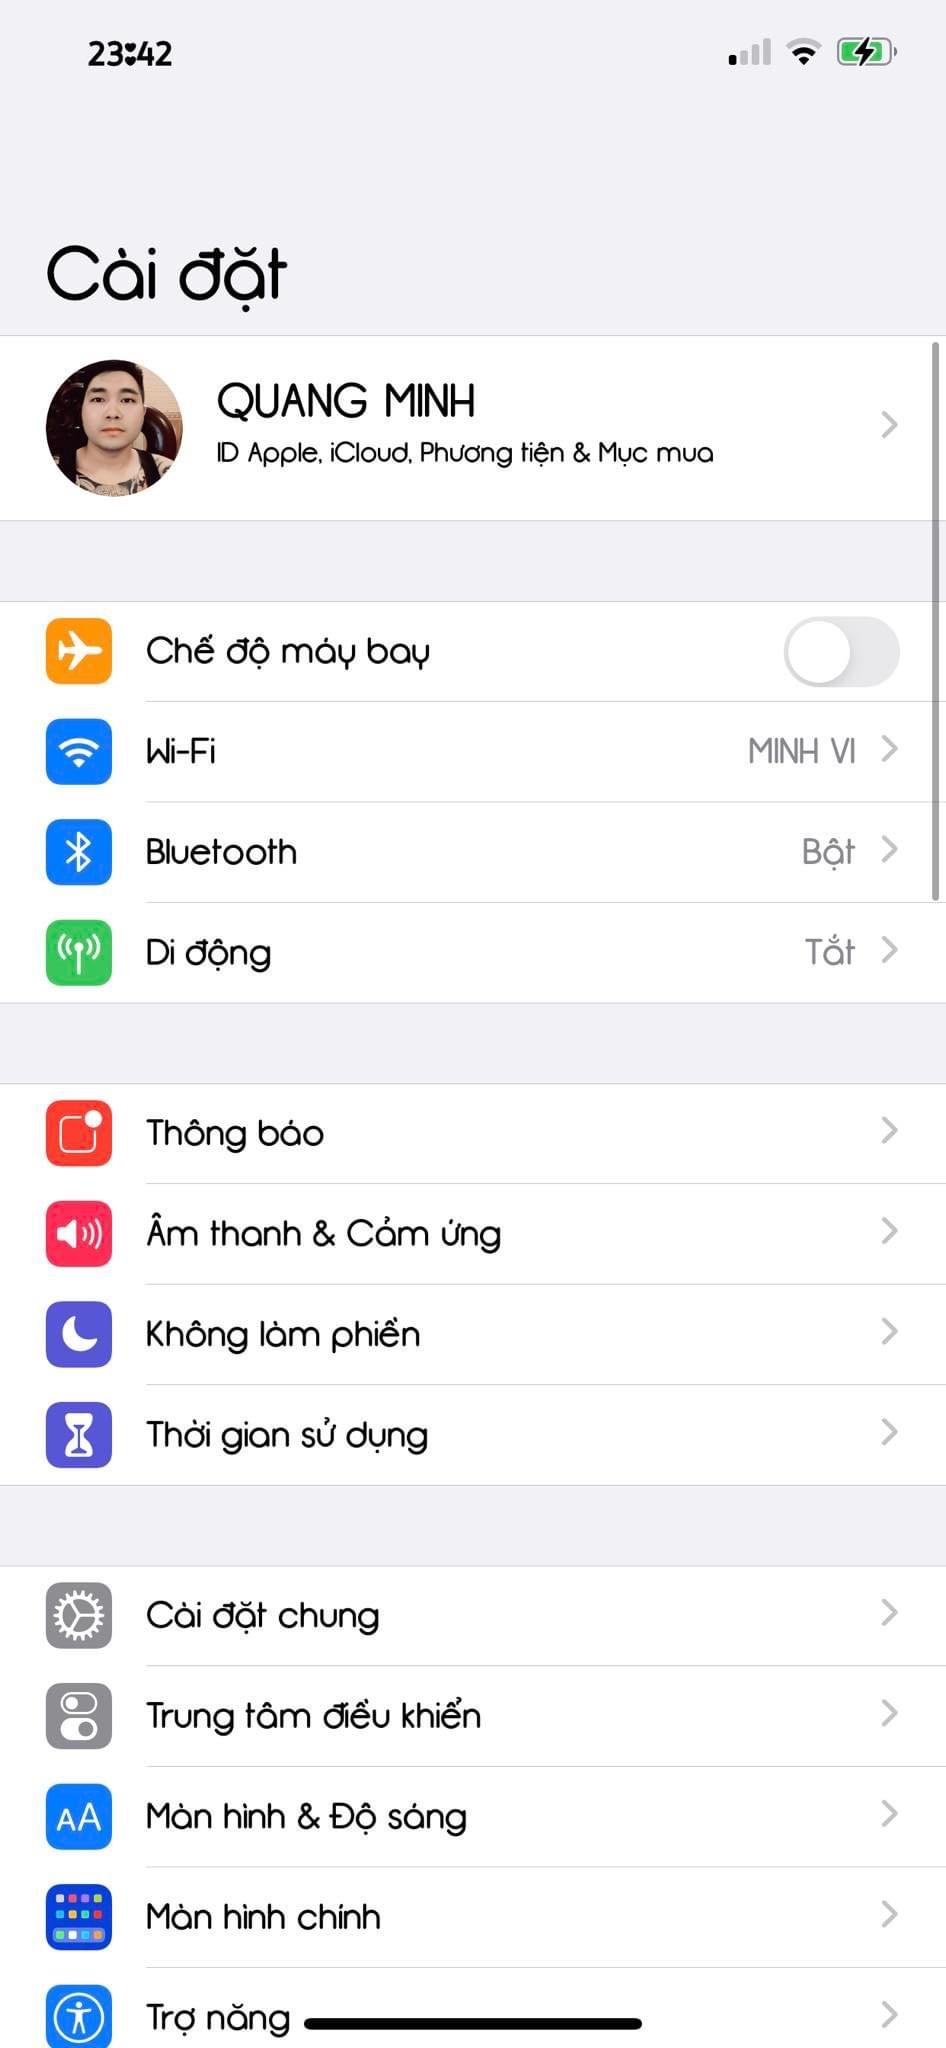 23:42
Cài đặt
QUANG MINH
ID Apple, iCloud, Phương tiện & Mục mua
Chế độ máy bay
Wi-Fi MINH VI
Bluetooth Bật
Di động Tắt
Thông báo
Âm thanh & Cảm ứng
Không làm phiền
Thời gian sử dụng
Cài đặt chung
Trung tâm điều khiển
AA Màn hình & Độ sáng
Màn hình chính
Trợ năng